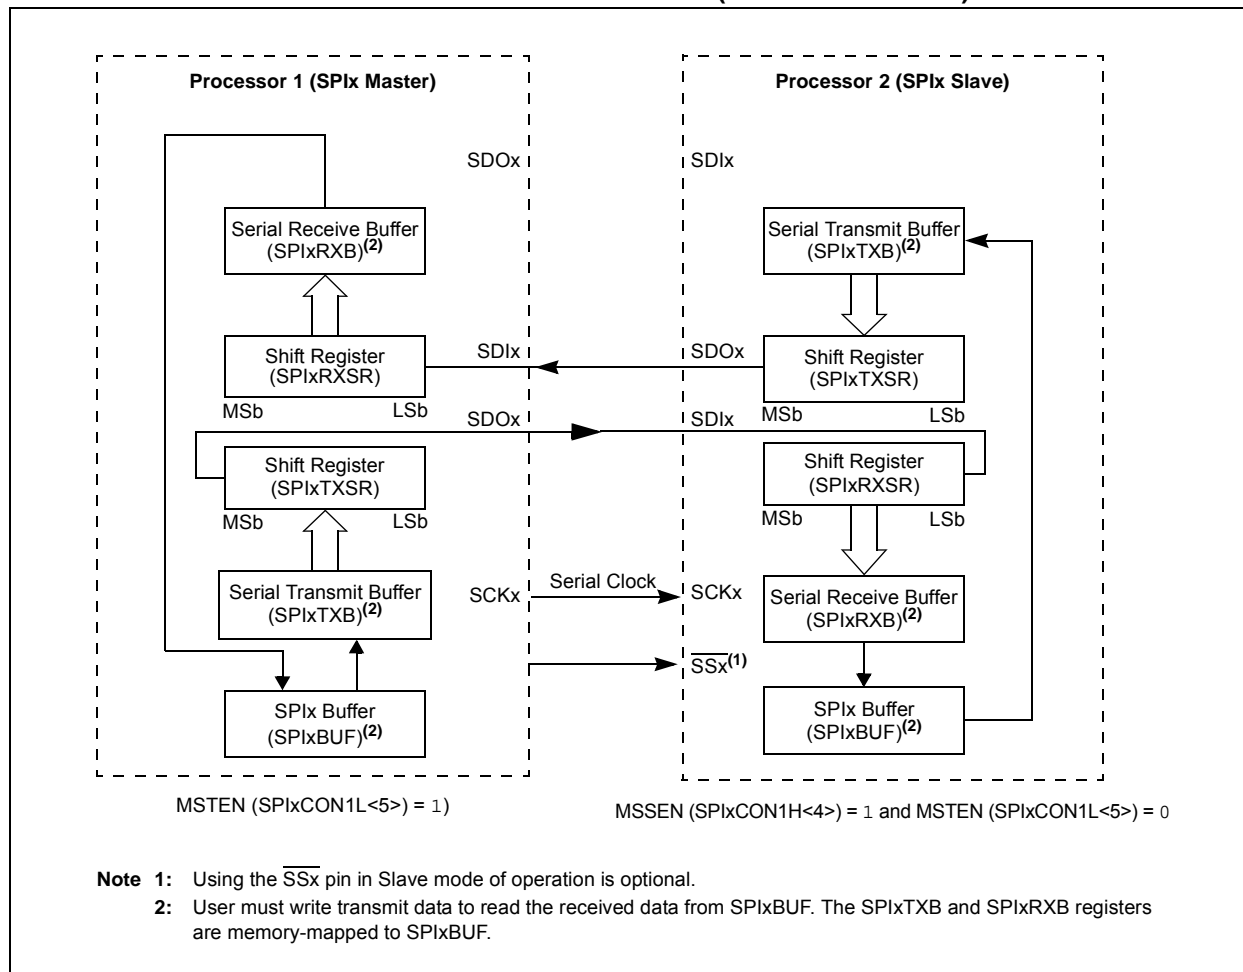 Processor 1 (SPIx Master)
Processor 2 (SPIx Slave)
SDOx
SDIx
Serial Receive Buffer
(SPIxRXB)(2)
Serial Transmit Buffer
(SPIxTXB)(2)
Shift Register
(SPIxRXSR)
SDIx
SDOx
Shift Register
(SPIxTXSR)
MSb
LSb
MSb
LSb
SDOx
SDIx
Shift Register
(SPIxTXSR)
Shift Register
(SPIxRXSR)
MSb
LSb
MSb
LSb
Serial Transmit Buffer
(SPIxTXB)(2)
SCKx
Serial Clock
SCKx
Serial Receive Buffer
(SPIxRXB)(2)
SSx(1)
SPIx Buffer
(SPIxBUF)(2)
SPIx Buffer
(SPIxBUF)(2)
MSTEN (SPIxCON1L<5>) = 1)
MSSEN (SPIxCON1H<4>) = 1 and MSTEN (SPIxCON1L<5>) = 0
Note 1: Using the SSx pin in Slave mode of operation is optional.
2: User must write transmit data to read the received data from SPIxBUF. The SPIxTXB and SPIxRXB registers
are memory-mapped to SPIxBUF.